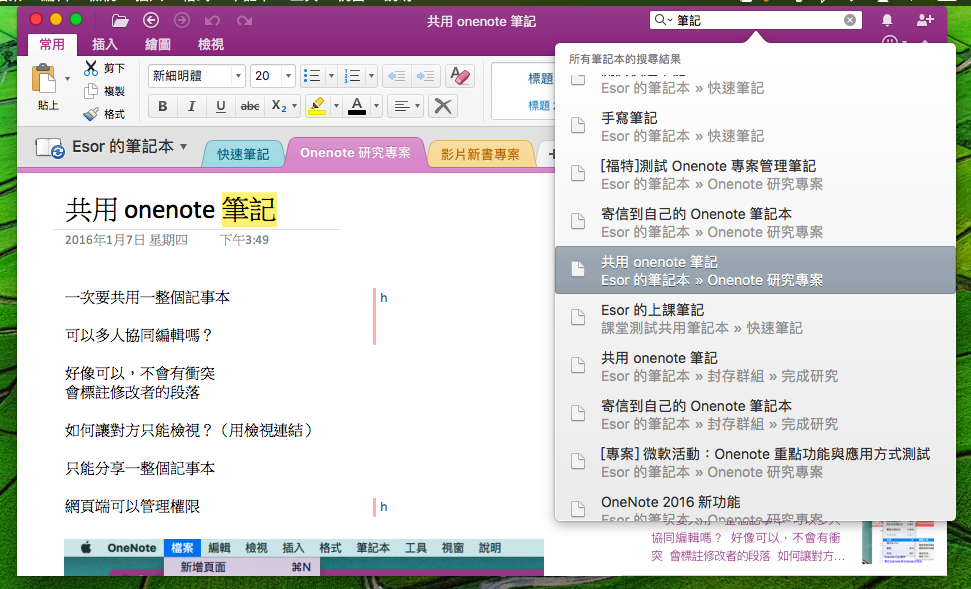 共用 onenote 筆記
筆記
常用
插入
繪圖
檢視
貼上
剪下
複製
格式
新細明體
20
B I U abc X₂
A
標題
標題
Esor 的筆記本
快速筆記
Onenote 研究專案
影片新書專案
+
共用 onenote 筆記
2016年1月7日 星期四 下午3:49
一次要共用一整個記事本
h
可以多人協同編輯嗎？
好像可以，不會有衝突
會標註修改者的段落
如何讓對方只能檢視？（用檢視連結）
只能分享一整個記事本
網頁端可以管理權限
h
OneNote 檔案 編輯 檢視 插入 格式 筆記本 工具 視窗 說明
新增頁面 ⌘N
所有筆記本的搜尋結果
Esor 的筆記本 » 快速筆記
手寫筆記
Esor 的筆記本 » 快速筆記
[福特]測試 Onenote 專案管理筆記
Esor 的筆記本 » Onenote 研究專案
寄信到自己的 Onenote 筆記本
Esor 的筆記本 » Onenote 研究專案
共用 onenote 筆記
Esor 的筆記本 » Onenote 研究專案
Esor 的上課筆記
課堂測試共用筆記本 » 快速筆記
共用 onenote 筆記
Esor 的筆記本 » 封存群組 » 完成研究
寄信到自己的 Onenote 筆記本
Esor 的筆記本 » 封存群組 » 完成研究
[專案] 微軟活動：Onenote 重點功能與應用方式測試
Esor 的筆記本 » Onenote 研究專案
OneNote 2016 新功能
Esor 的筆記本 » Onenote 研究專案
協同編輯嗎？ 好像可以，不會有衝
突 會標註修改者的段落 如何讓對方…